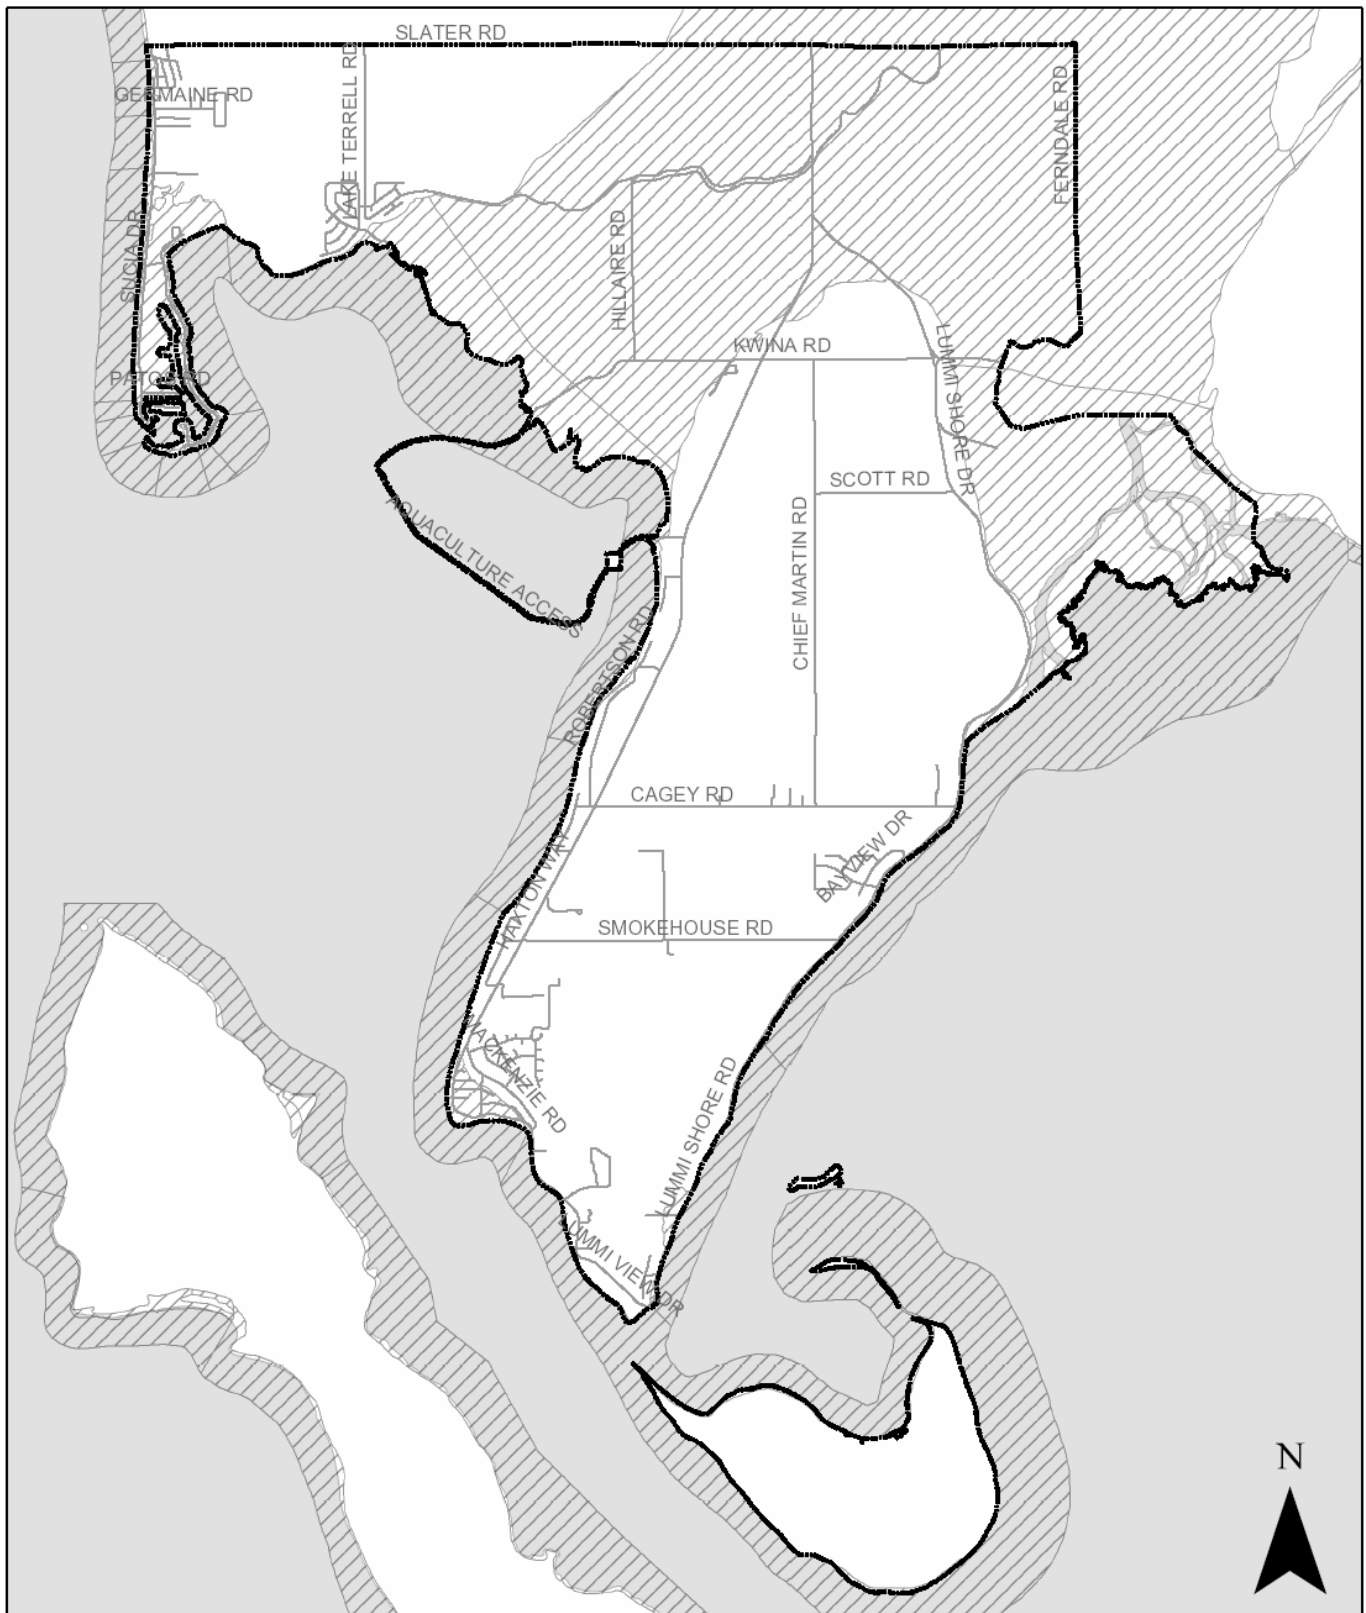 SLATER RD
GERMAINE RD
LAKE TERRELL RD
FERNDALE RD
SUCIA DR
HILLAIRE RD
KWINA RD
LUMMI SHORE DR
SCOTT RD
AQUACULTURE ACCESS
CHIEF MARTIN RD
ROBERTSON RD
CAGEY RD
BAYVIEW DR
HAXTON WAY
SMOKEHOUSE RD
MACKENZIE RD
LUMMI SHORE RD
LUMMI VIEW DR
N